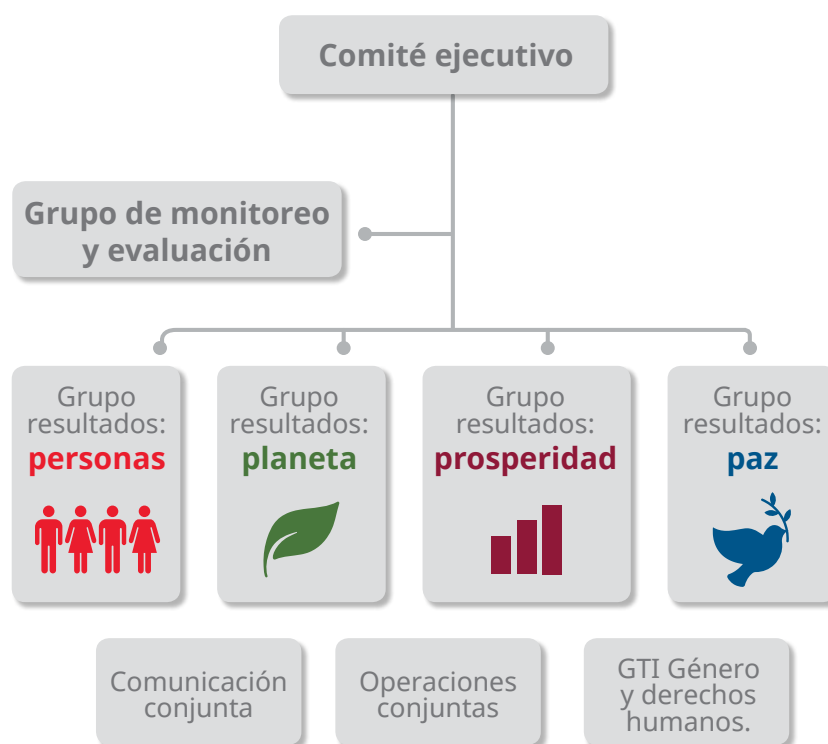 Comité ejecutivo
Grupo de monitoreo
y evaluación
Grupo
resultados:
personas
Grupo
resultados:
planeta
Grupo
resultados:
prosperidad
Grupo
resultados:
paz
Comunicación
conjunta
Operaciones
conjuntas
GTI Género
y derechos
humanos.